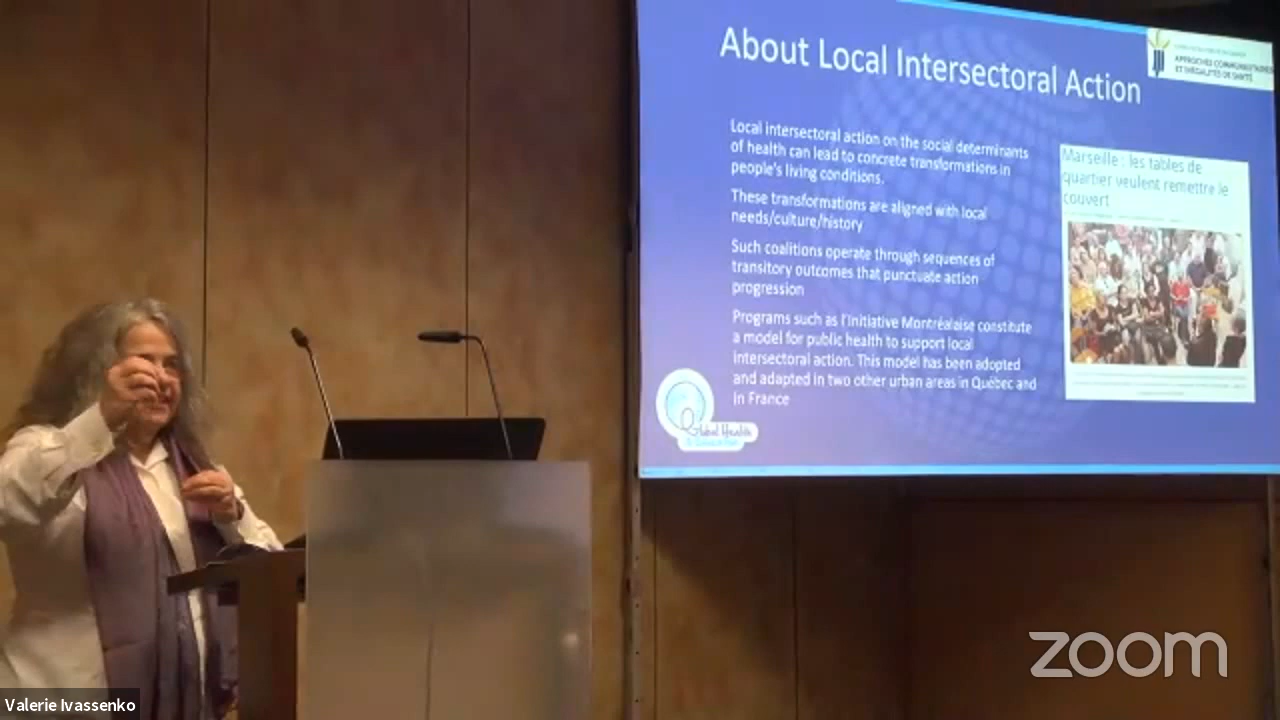 About Local Intersectoral Action
APPROCHES COMMUNAUTAIRES
ET INÉGALITÉS DE SANTÉ
Local intersectoral action on the social determinants
of health can lead to concrete transformations in
people's living conditions.
These transformations are aligned with local
needs/culture/history
Such coalitions operate through sequences of
transitory outcomes that punctuate action
progression
Programs such as l'Initiative Montréalaise constitute
a model for public health to support local
intersectoral action. This model has been adopted
and adapted in two other urban areas in Québec and
in France
Marseille : les tables de
quartier veulent remettre le
couvert
Global Health
zoom
Valerie Ivassenko